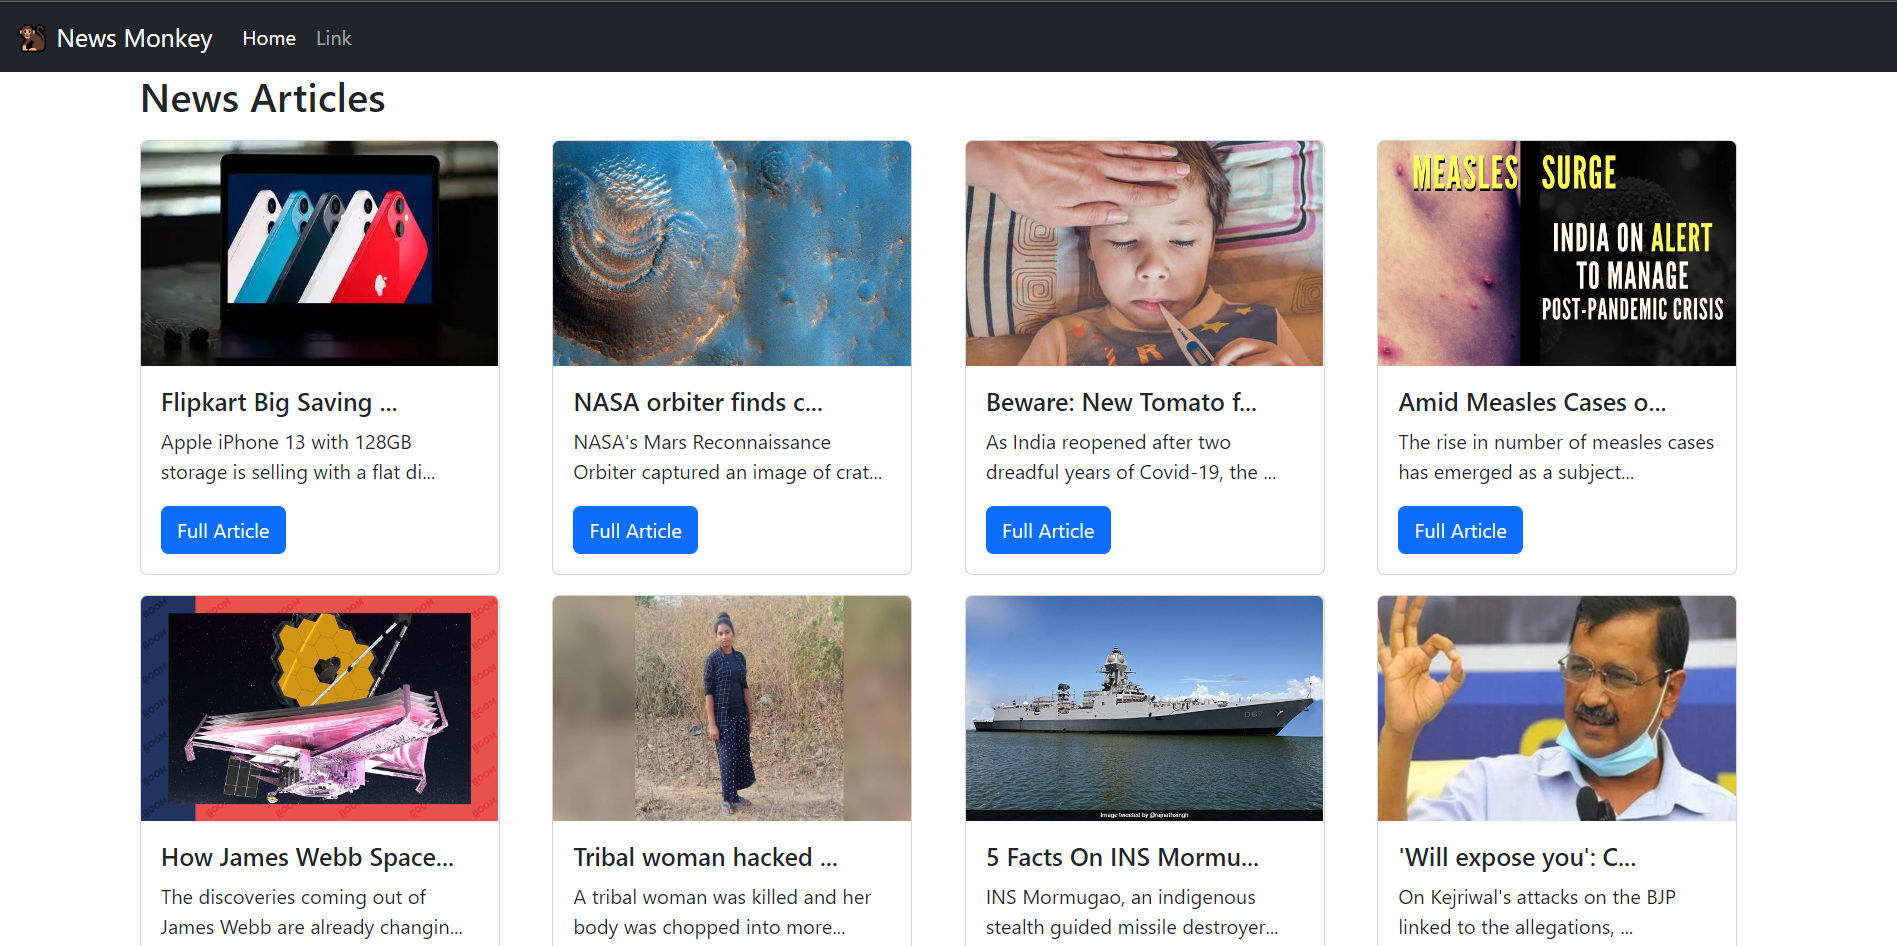 News Monkey Home Link
News Articles
MEASLES SURGE
INDIA ON ALERT
TO MANAGE
POST-PANDEMIC CRISIS
Flipkart Big Saving ...
Apple iPhone 13 with 128GB
storage is selling with a flat di...
Full Article
NASA orbiter finds c...
NASA's Mars Reconnaissance
Orbiter captured an image of crat...
Full Article
Beware: New Tomato f...
As India reopened after two
dreadful years of Covid-19, the ...
Full Article
Amid Measles Cases o...
The rise in number of measles cases
has emerged as a subject...
Full Article
BOOM
D67
Image tweeted by @rajnathsingh
How James Webb Space...
The discoveries coming out of
James Webb are already changin...
Tribal woman hacked ...
A tribal woman was killed and her
body was chopped into more...
5 Facts On INS Mormu...
INS Mormugao, an indigenous
stealth guided missile destroyer...
'Will expose you': C...
On Kejriwal's attacks on the BJP
linked to the allegations, ...